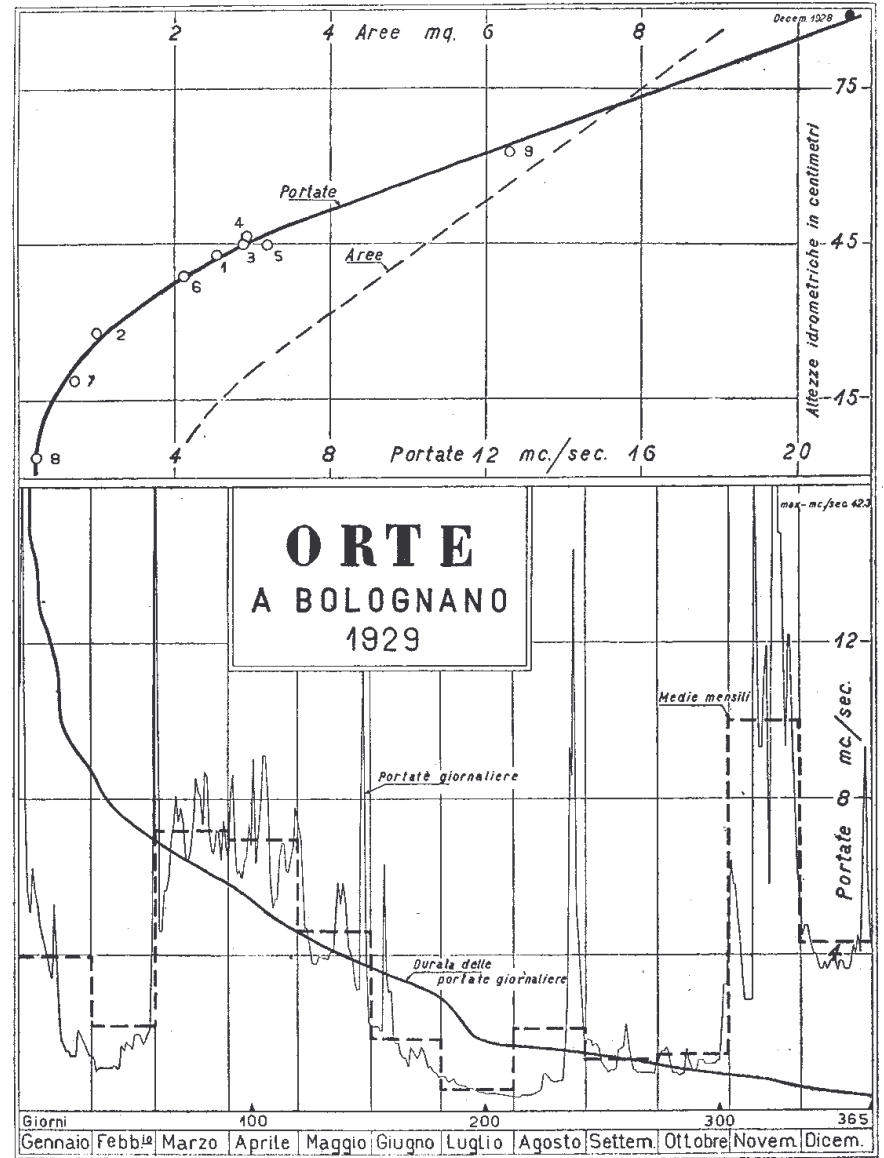 2 4 6 8
Aree mq.
Decem. 1928
75
Altezze idrometriche in centimetri
9
Portate
4
45
1 3 5
Aree
6
2
7
15
8
4 8 Portate 12 mc./sec. 16 20
max-mc/sec 42.3
ORTE
A BOLOGNANO
1929
12
Medie mensili
Portate mc/sec.
Portate giornaliere
8
4
Durata delle
portate giornaliere
Giorni 100 200 300 365
Gennaio Febb.io Marzo Aprile Maggio Giugno Luglio Agosto Settem. Ottobre Novem. Dicem.